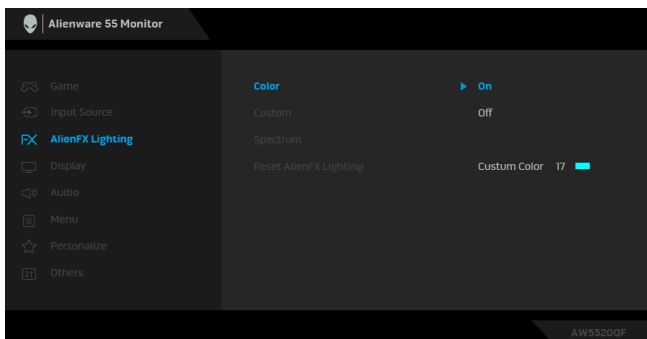 Alienware 55 Monitor
Game
Color
On
Input Source
Custom
Off
FX AlienFX Lighting
Spectrum
Display
Reset AlienFX Lighting
Custum Color 17
Audio
Menu
Personalize
Others
AW5520QF